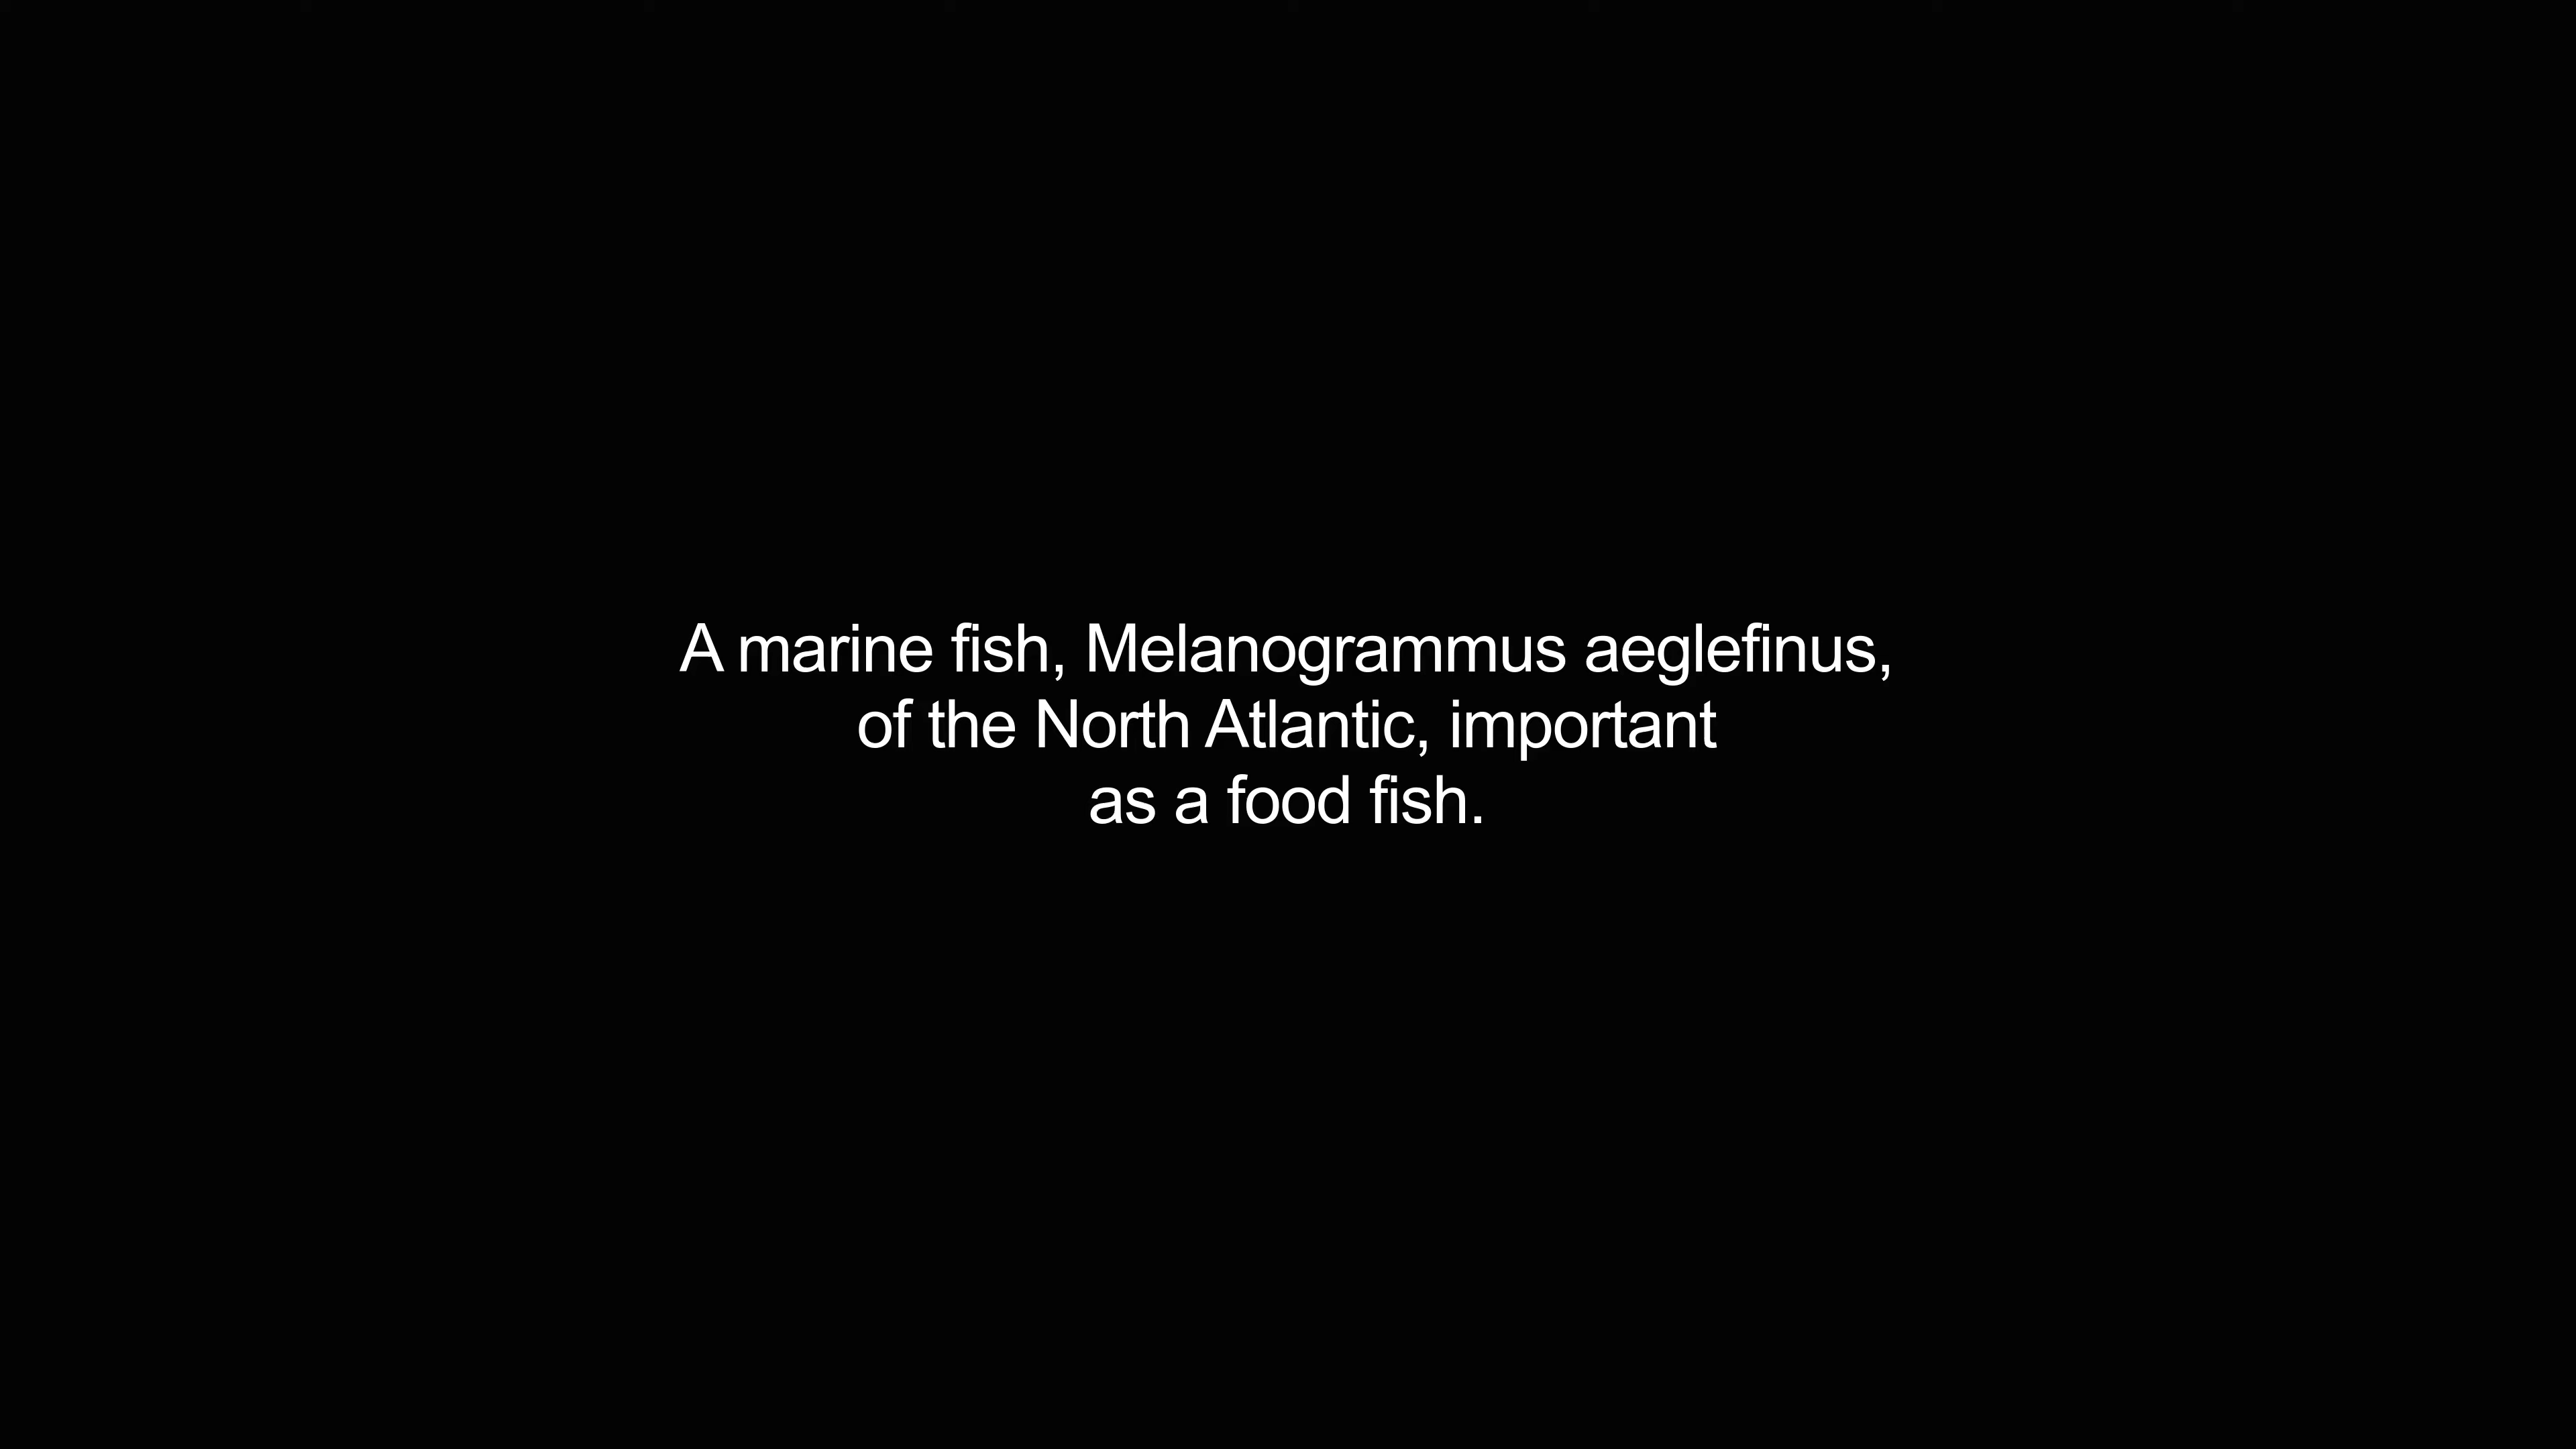 A marine fish, Melanogrammus aeglefinus,
of the North Atlantic, important
as a food fish.